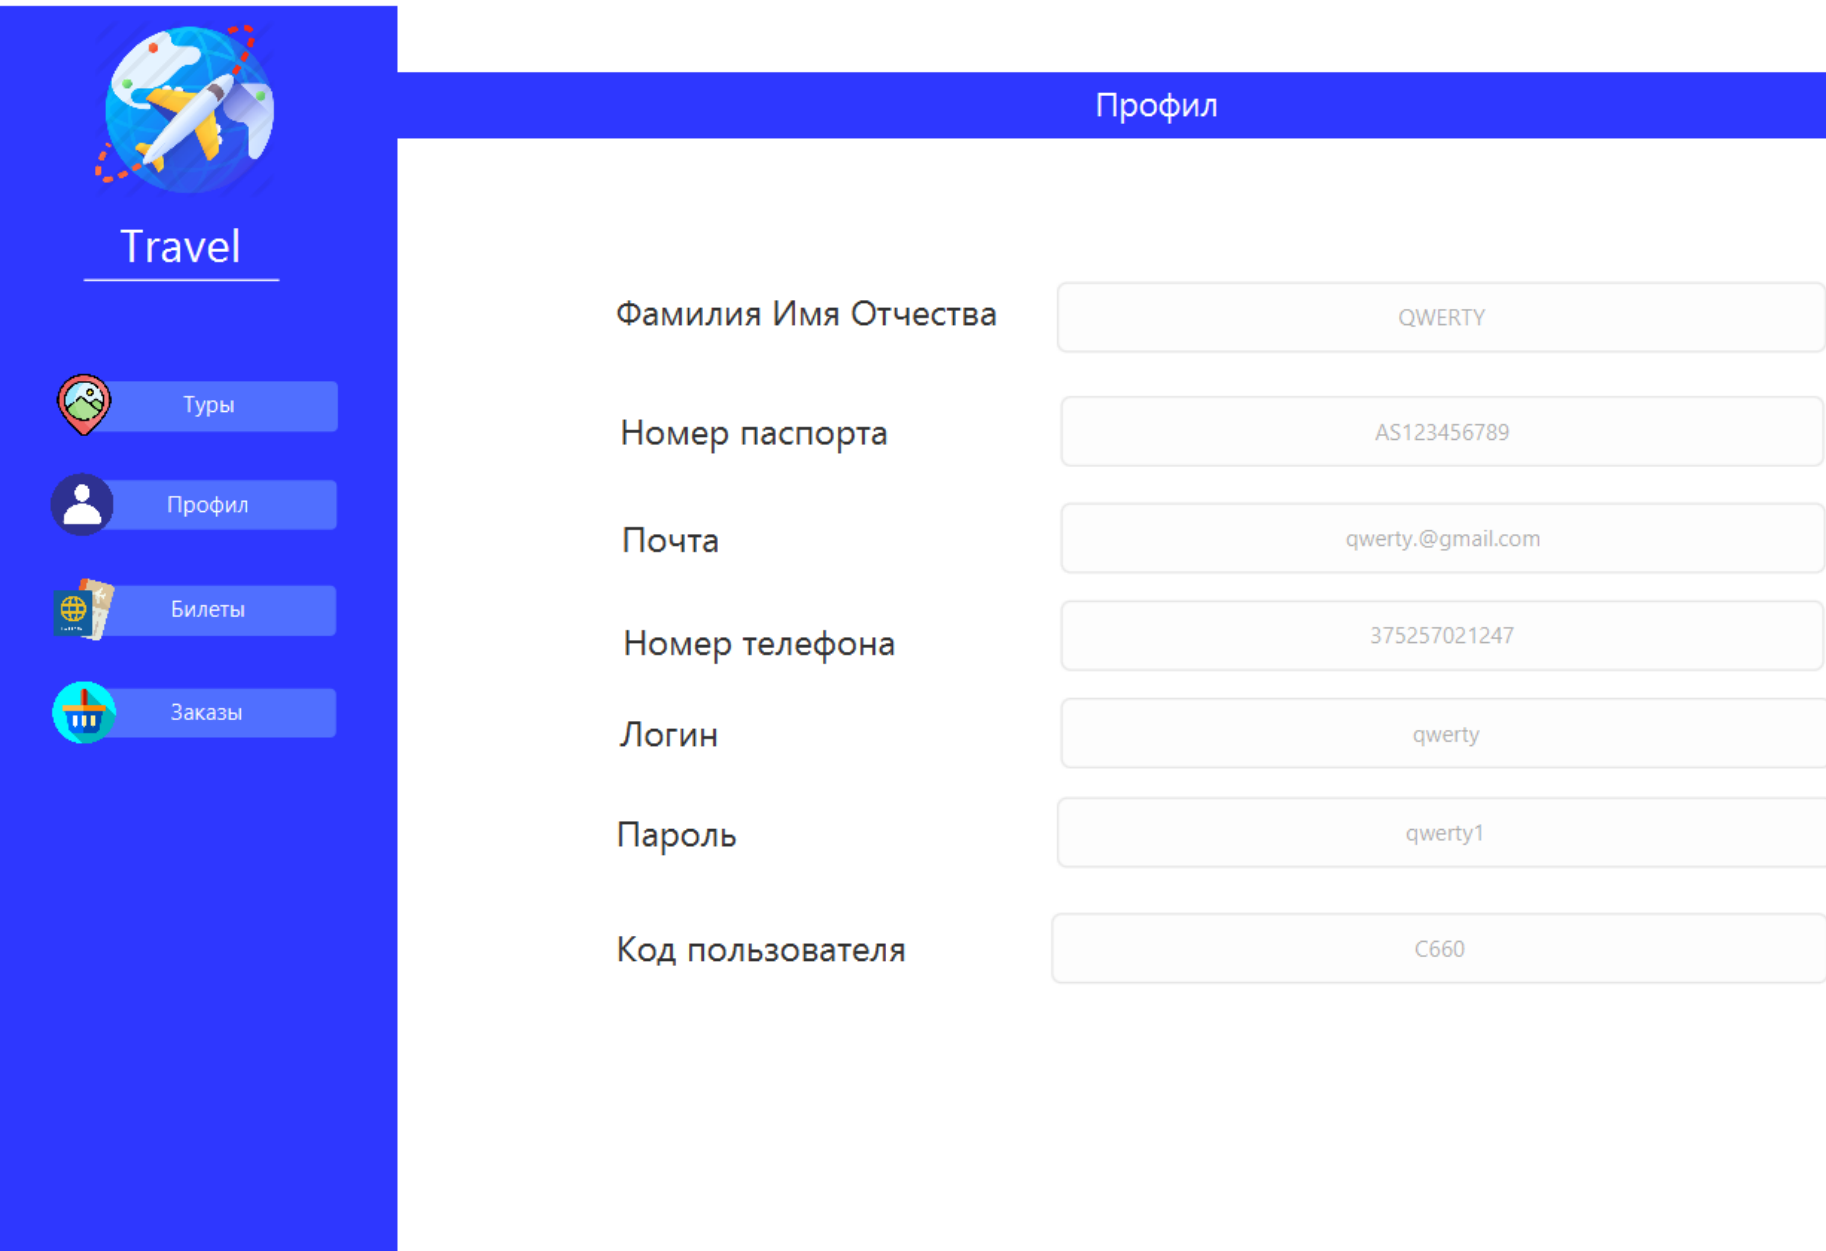 Travel
Туры
Профил
Билеты
Заказы
Профил
Фамилия Имя Отчества
QWERTY
Номер паспорта
AS123456789
Почта
qwerty.@gmail.com
Номер телефона
375257021247
Логин
qwerty
Пароль
qwerty1
Код пользователя
C660